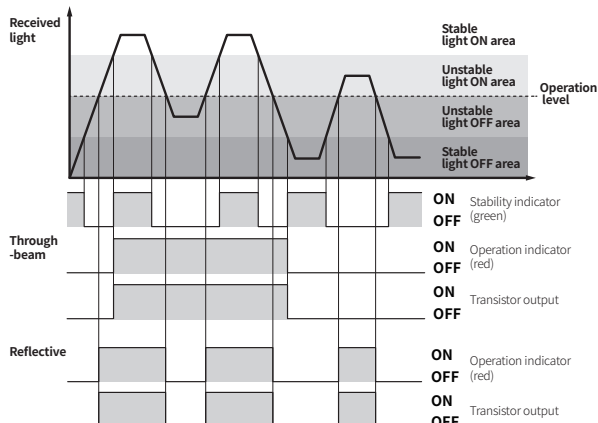 Received
light
Stable
light ON area
Unstable
light ON area
Operation
level
Unstable
light OFF area
Stable
light OFF area
ON
OFF
Stability indicator
(green)
Through
-beam
ON
OFF
Operation indicator
(red)
ON
OFF
Transistor output
Reflective
ON
OFF
Operation indicator
(red)
ON
OFF
Transistor output